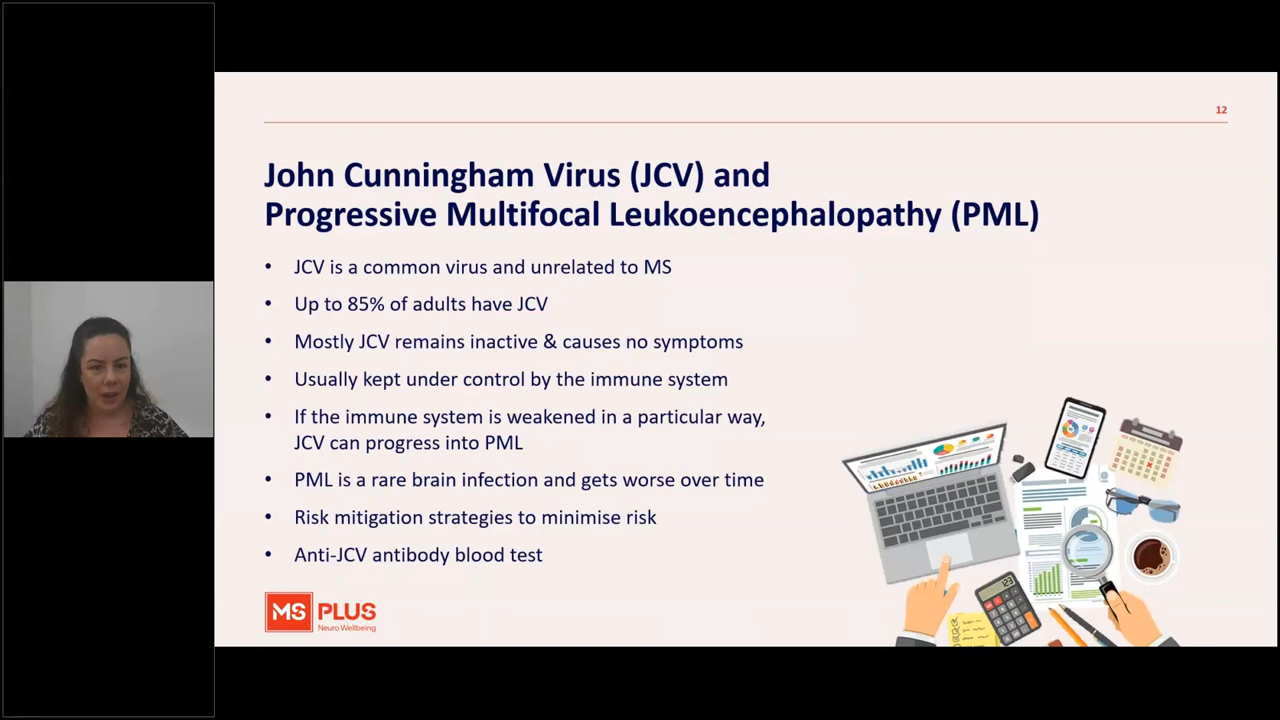 12
John Cunningham Virus (JCV) and
Progressive Multifocal Leukoencephalopathy (PML)
• JCV is a common virus and unrelated to MS
• Up to 85% of adults have JCV
• Mostly JCV remains inactive & causes no symptoms
• Usually kept under control by the immune system
• If the immune system is weakened in a particular way,
JCV can progress into PML
• PML is a rare brain infection and gets worse over time
• Risk mitigation strategies to minimise risk
• Anti-JCV antibody blood test
MS PLUS
Neuro Wellbeing
123